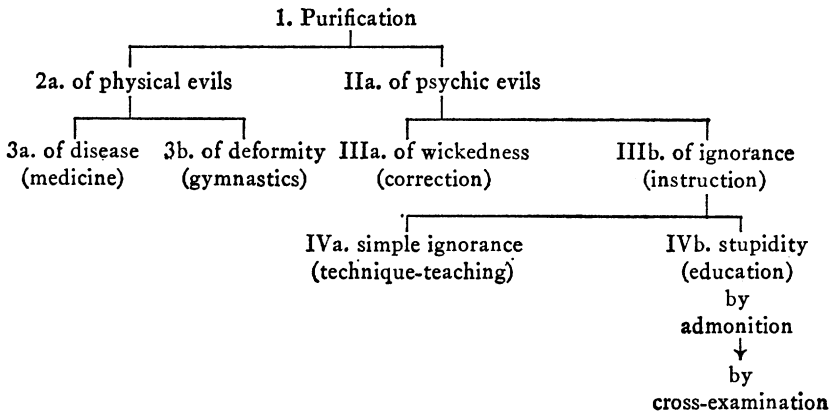 1. Purification
2a. of physical evils IIa. of psychic evils
3a. of disease 3b. of deformity IIIa. of wickedness IIIb. of ignorance
(medicine) (gymnastics) (correction) (instruction)
IVa. simple ignorance IVb. stupidity
(technique-teaching) (education)
by
admonition
by
cross-examination